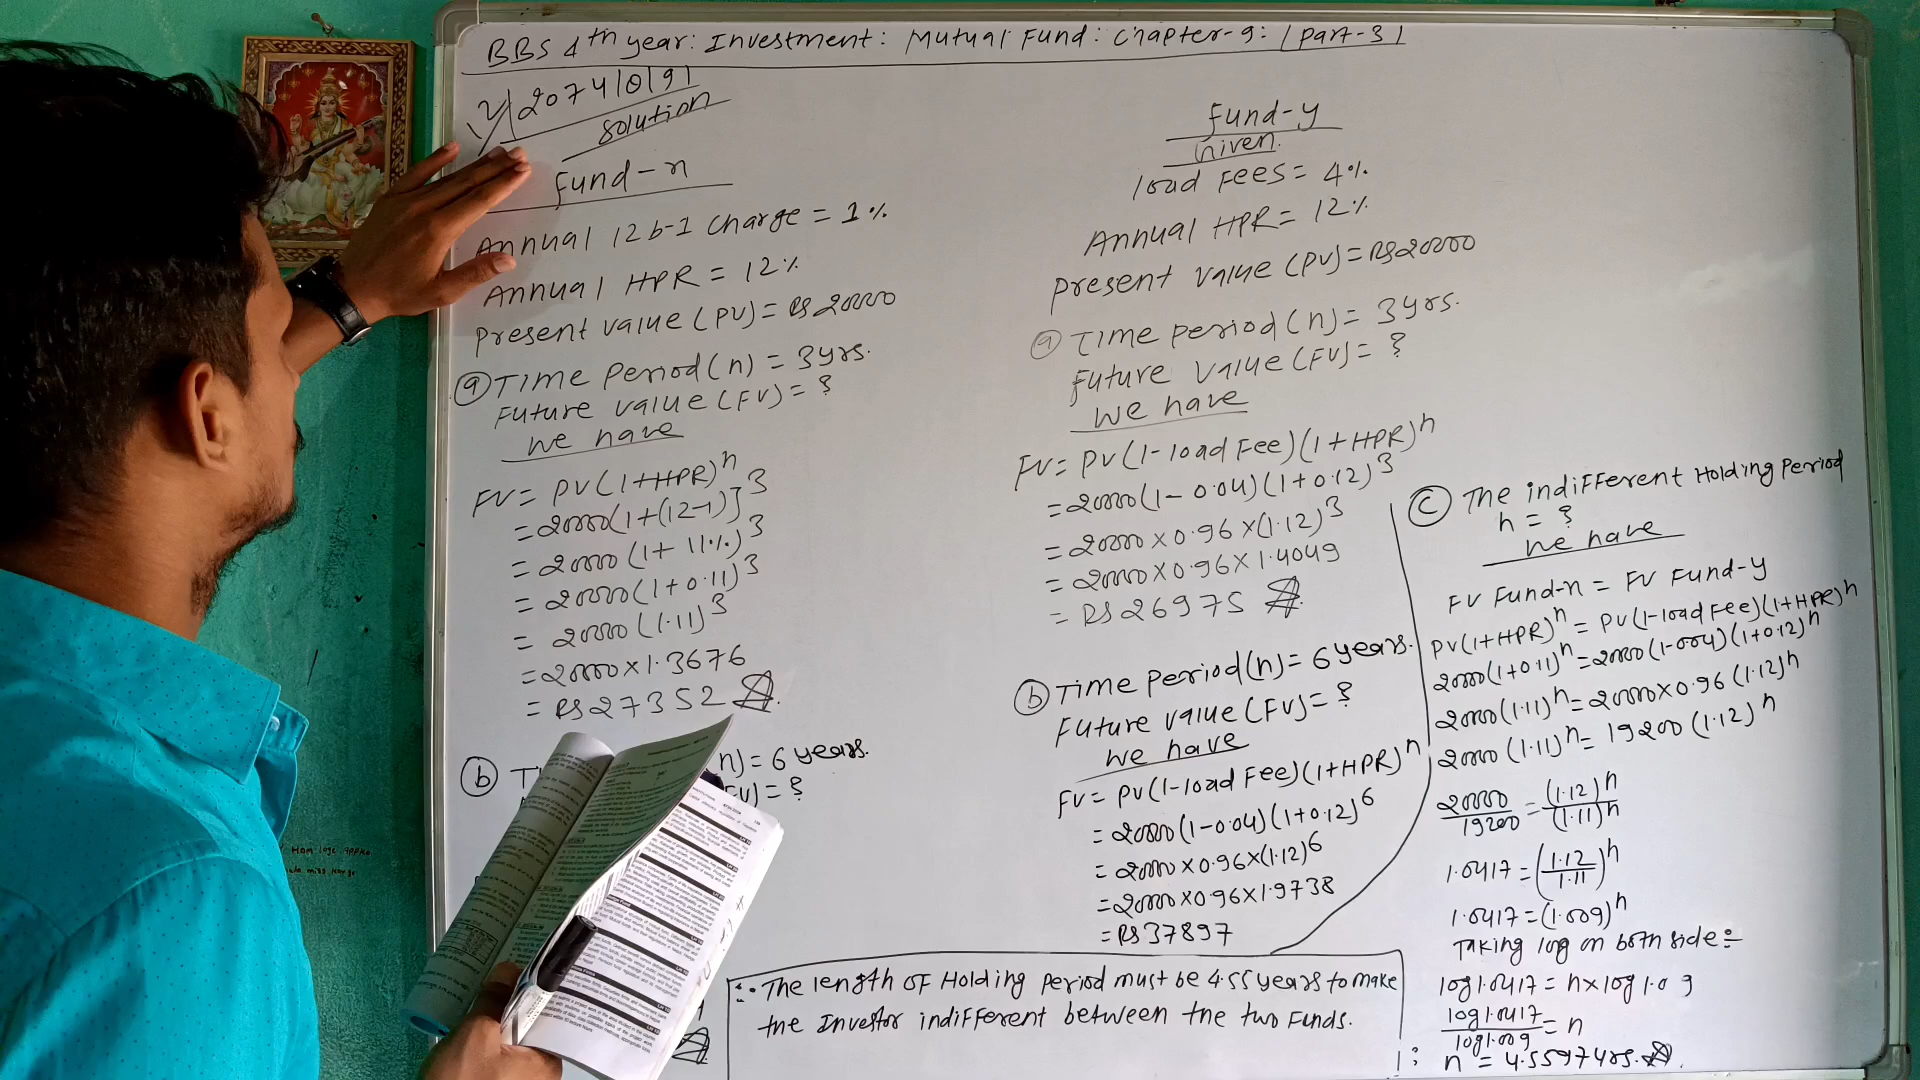 BBS 4th year: Investment: Mutual Fund: Chapter-9: (Part-3)
2074/0/9)
solution
Fund-x
Annual 12b-1 Charge = 1%
Annual HPR = 12%
Present value (PV) = Rs 20000
(a) Time Period (n) = 3yrs.
Future value (FV) = ?
we have
FV = PV(1+HPR)^n
= 20000(1+(12-1)]^3
= 20000 (1+ 11%)^3
= 20000(1+0.11)^3
= 20000 (1.11)^3
= 20000 x 1.3676
= Rs 27352
(b) Ti n) = 6 years.
FV) = ?
Fund-y
Given.
load Fees = 4%
Annual HPR = 12%
Present Value (PV) = Rs 20000
(a) Time period (n) = 3yrs.
Future Value (FV) = ?
We have
FV = PV(1-load Fee)(1+HPR)^n
= 20000(1-0.04)(1+0.12)^3
= 20000 x 0.96 x (1.12)^3
= 20000 x 0.96 x 1.4049
= Rs 26975
(b) Time Period (n) = 6 years.
Future Value (FV) = ?
We have
FV = PV(1-load Fee)(1+HPR)^n
= 20000(1-0.04)(1+0.12)^6
= 20000 x 0.96 x (1.12)^6
= 20000 x 0.96 x 1.9738
= Rs 37897
(c) The indifferent Holding Period
n = ?
we have
FV Fund-x = FV Fund-y
PV(1+HPR)^n = PV(1-load Fee)(1+HPR)^n
20000(1+0.11)^n = 20000(1-0.04)(1+0.12)^n
20000(1.11)^n = 20000 x 0.96 (1.12)^n
20000 (1.11)^n = 19200 (1.12)^n
20000/19200 = (1.12)^n/(1.11)^n
1.0417 = (1.12/1.11)^n
1.0417 = (1.009)^n
Taking log on both side:-
log1.0417 = n x log 1.0 9
log1.0417/log1.009 = n
∴ n = 4.5597 yrs.
∴ The length of Holding Period must be 4.55 years to make
the Investor indifferent between the two Funds.